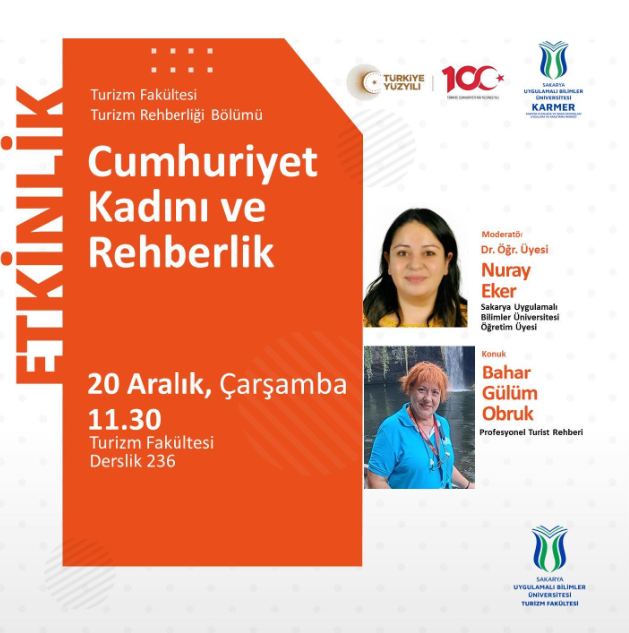 ETKİNLİK
Turizm Fakültesi
Turizm Rehberliği Bölümü
Cumhuriyet
Kadını ve
Rehberlik
20 Aralık, Çarşamba
11.30
Turizm Fakültesi
Derslik 236
TÜRKİYE
YÜZYILI
100
SAKARYA
UYGULAMALI BİLİMLER
ÜNİVERSİTESİ
KARMER
Moderatör
Dr. Öğr. Üyesi
Nuray
Eker
Sakarya Uygulamalı
Bilimler Üniversitesi
Öğretim Üyesi
Konuk
Bahar
Gülüm
Obruk
Profesyonel Turist Rehberi
SAKARYA
UYGULAMALI BİLİMLER
ÜNİVERSİTESİ
TURİZM FAKÜLTESİ